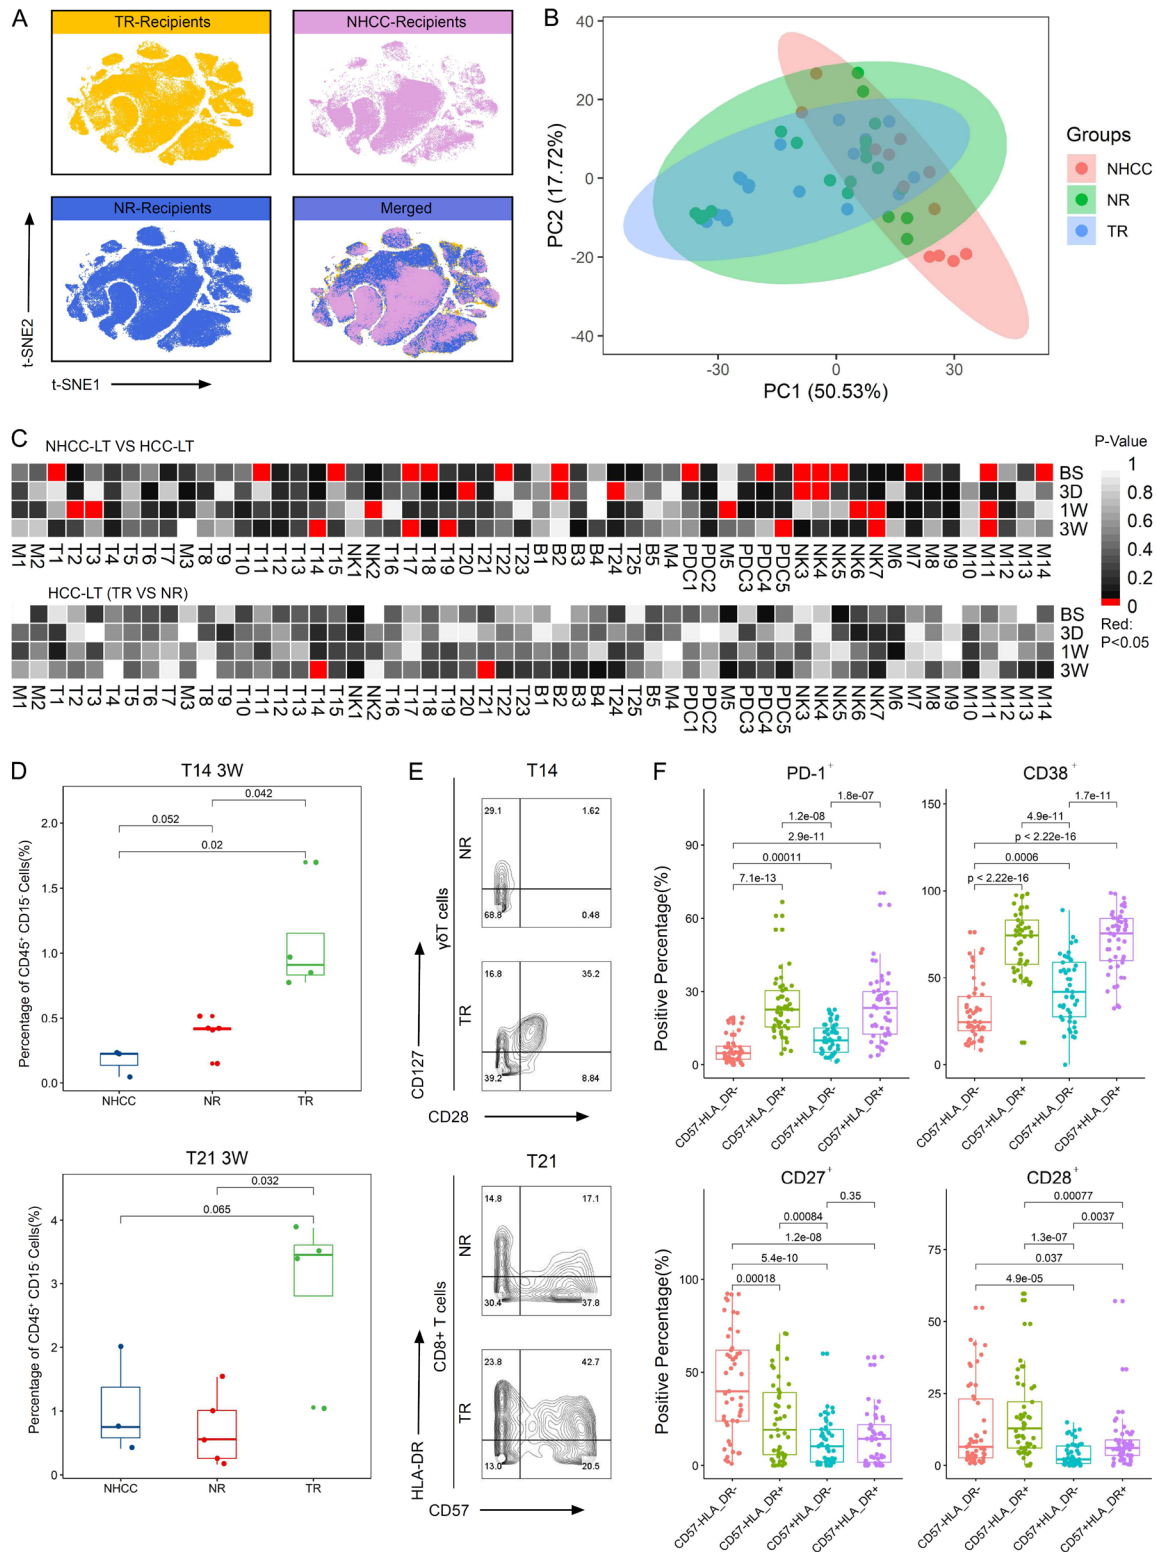 A
TR-Recipients
NHCC-Recipients
NR-Recipients
Merged
t-SNE2
t-SNE1
B
40
20
0
-20
-40
PC2 (17.72%)
-30
0
30
PC1 (50.53%)
Groups
NHCC
NR
TR
C
NHCC-LT VS HCC-LT
BS
3D
1W
3W
M1 M2 T1 T2 T3 T4 T5 T6 T7 M3 T8 T9 T10 T11 T12 T13 T14 T15 NK1 NK2 T16 T17 T18 T19 T20 T21 T22 T23 B1 B2 B3 B4 T24 T25 B5 M4 PDC1 PDC2 M5 PDC3 PDC4 PDC5 NK3 NK4 NK5 NK6 NK7 M6 M7 M8 M9 M10 M11 M12 M13 M14
HCC-LT (TR VS NR)
BS
3D
1W
3W
M1 M2 T1 T2 T3 T4 T5 T6 T7 M3 T8 T9 T10 T11 T12 T13 T14 T15 NK1 NK2 T16 T17 T18 T19 T20 T21 T22 T23 B1 B2 B3 B4 T24 T25 B5 M4 PDC1 PDC2 M5 PDC3 PDC4 PDC5 NK3 NK4 NK5 NK6 NK7 M6 M7 M8 M9 M10 M11 M12 M13 M14
P-Value
1
0.8
0.6
0.4
0.2
0
Red:
P<0.05
D
T14 3W
Percentage of CD45⁺ CD15⁻ Cells(%)
2.0
1.5
1.0
0.5
0.0
0.042
0.052
0.02
NHCC
NR
TR
T21 3W
Percentage of CD45⁺ CD15⁻ Cells(%)
4
3
2
1
0
0.032
0.065
NHCC
NR
TR
E
T14
γδT cells
NR
29.1
1.62
68.8
0.48
TR
16.8
35.2
39.2
8.84
CD127
CD28
T21
CD8+ T cells
NR
14.8
17.1
30.4
37.8
TR
23.8
42.7
13.0
20.5
HLA-DR
CD57
F
PD-1⁺
Positive Percentage(%)
90
60
30
0
1.8e-07
1.2e-08
2.9e-11
0.00011
7.1e-13
CD57-HLA_DR-
CD57-HLA_DR+
CD57+HLA_DR-
CD57+HLA_DR+
CD38⁺
150
100
50
0
1.7e-11
4.9e-11
p < 2.22e-16
0.0006
p < 2.22e-16
CD57-HLA_DR-
CD57-HLA_DR+
CD57+HLA_DR-
CD57+HLA_DR+
CD27⁺
Positive Percentage(%)
100
50
0
0.35
0.00084
1.2e-08
5.4e-10
0.00018
CD57-HLA_DR-
CD57-HLA_DR+
CD57+HLA_DR-
CD57+HLA_DR+
CD28⁺
75
50
25
0
0.00077
0.0037
1.3e-07
0.037
4.9e-05
CD57-HLA_DR-
CD57-HLA_DR+
CD57+HLA_DR-
CD57+HLA_DR+